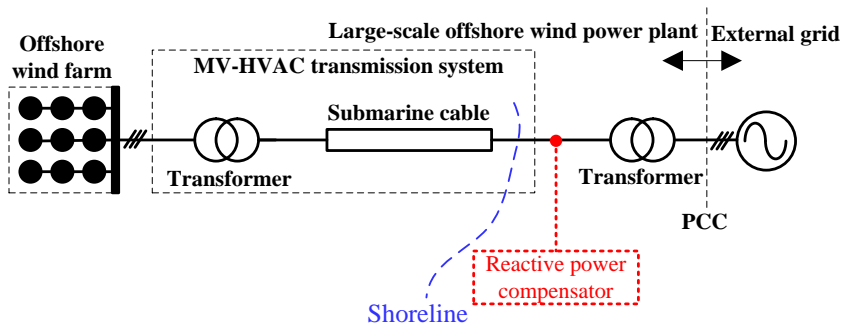 Large-scale offshore wind power plant
External grid
Offshore
wind farm
MV-HVAC transmission system
Submarine cable
Transformer
Transformer
PCC
Reactive power
compensator
Shoreline